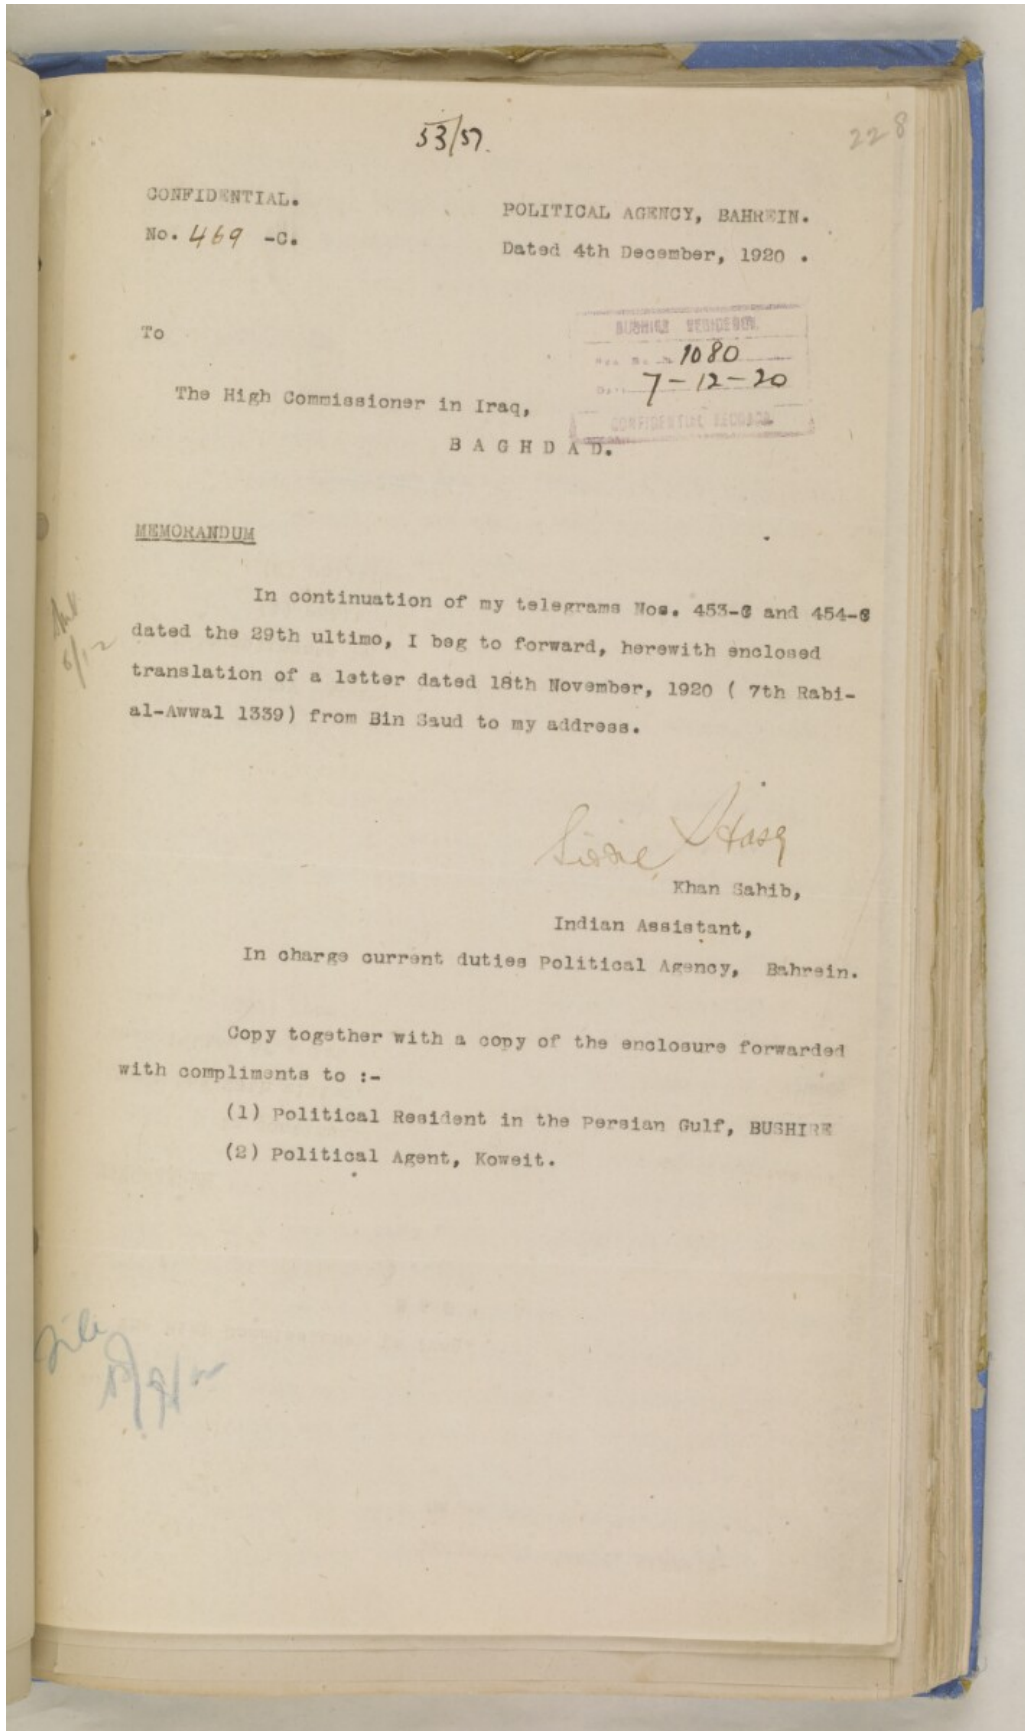 53/57.
228
CONFIDENTIAL.
No. 469 -C.
POLITICAL AGENCY, BAHREIN.
Dated 4th December, 1920 .
To
BUSHIRE RESIDENCY.
1080
7-12-20
CONFIDENTIAL RECORDS.
The High Commissioner in Iraq,
B A G H D A D.
MEMORANDUM
In continuation of my telegrams Nos. 453-C and 454-C
dated the 29th ultimo, I beg to forward, herewith enclosed
translation of a letter dated 18th November, 1920 ( 7th Rabi-
al-Awwal 1339) from Bin Saud to my address.
6/12
Khan Sahib,
Indian Assistant,
In charge current duties Political Agency, Bahrein.
Copy together with a copy of the enclosure forwarded
with compliments to :-
(1) Political Resident in the Persian Gulf, BUSHIRE
(2) Political Agent, Koweit.
File